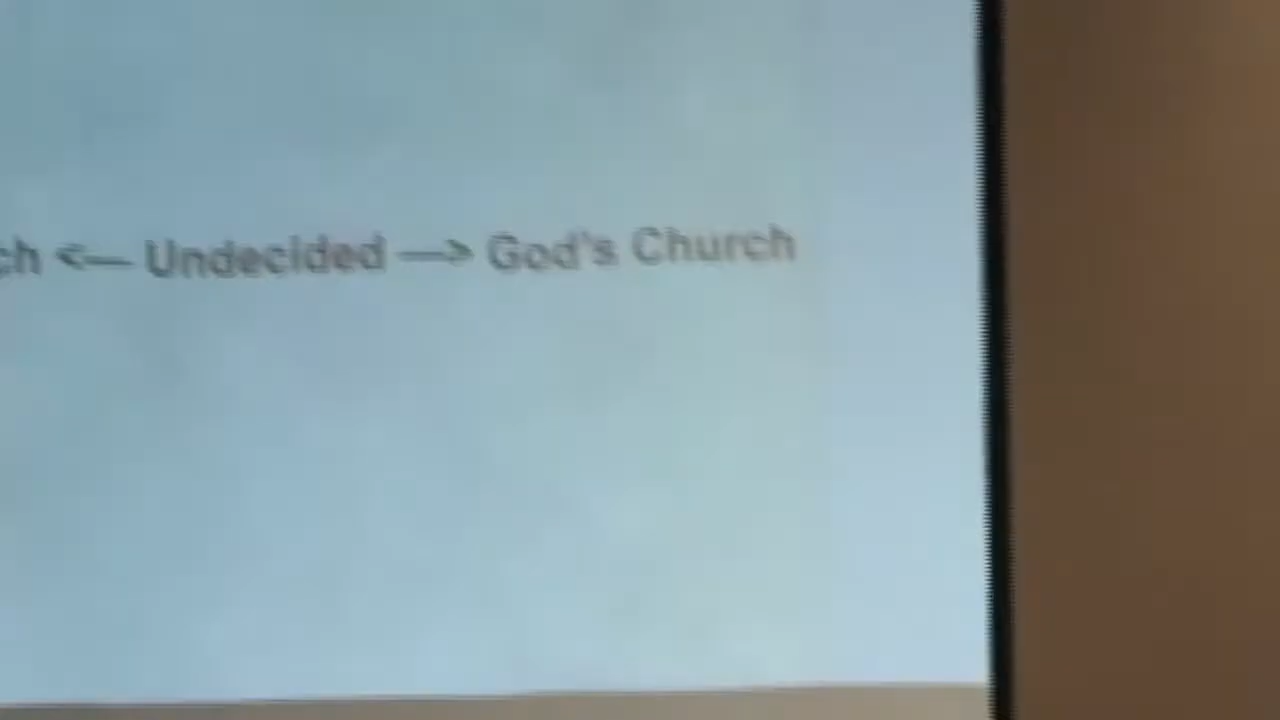 <— Undecided —> God's Church